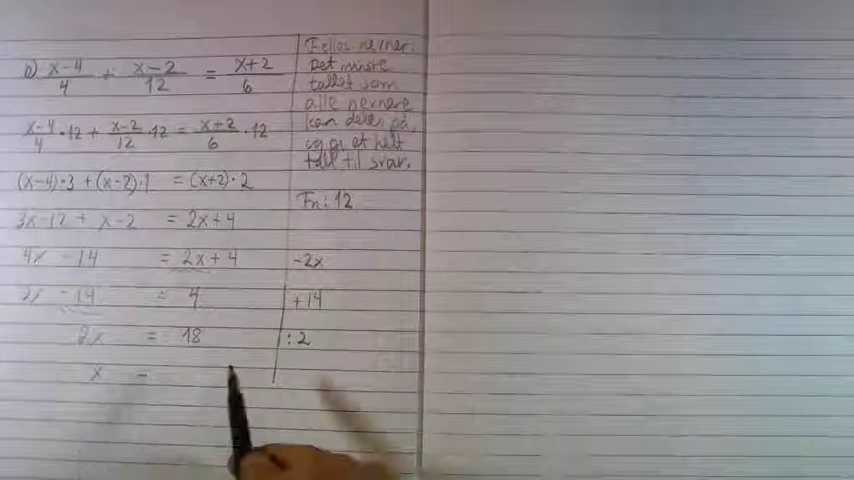 b) x-4/4 + x-2/12 = x+2/6
x-4/4 · 12 + x-2/12 · 12 = x+2/6 · 12
(x-4)·3 + (x-2)·1 = (x+2)·2
3x-12 + x-2 = 2x+4
4x -14 = 2x+4 -2x
2x -14 = 4 +14
2x = 18 :2
x =
Felles nevner:
Det minste
tallet som
alle nevnere
kan deles på,
og gi et helt
tall til svar.
Fn: 12